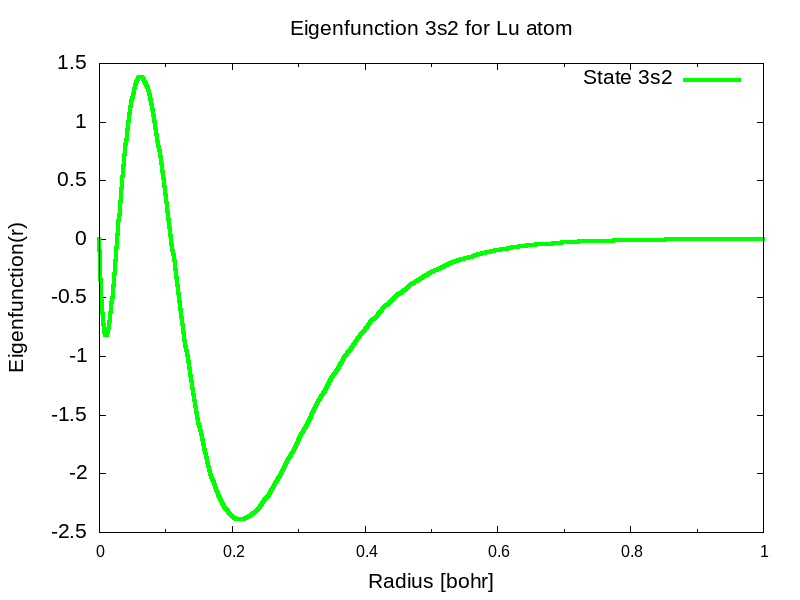 Eigenfunction 3s2 for Lu atom
State 3s2
1.5
1
0.5
0
-0.5
-1
-1.5
-2
-2.5
Eigenfunction(r)
0 0.2 0.4 0.6 0.8 1
Radius [bohr]